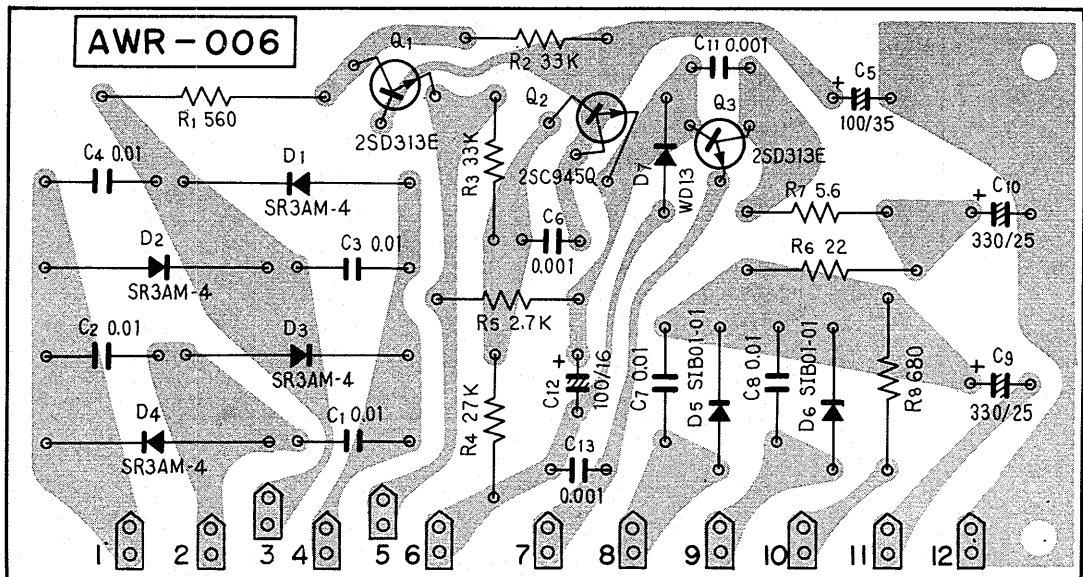 AWR-006
Q1
2SD313E
R1 560
R2 33K
C11 0.001
C5
+
100/35
Q2
2SC945Q
Q3
2SD313E
C4 0.01
D1
SR3AM-4
R3 33K
D7
WD13
R7 5.6
C10
+
330/25
D2
SR3AM-4
C3 0.01
C6
0.001
R6 22
R5 2.7K
C2 0.01
D3
SR3AM-4
+
C12
100/16
C7 0.01
D5 SIB01-01
C8 0.01
D6 SIB01-01
R8 680
C9
+
330/25
D4
SR3AM-4
C1 0.01
R4 27K
C13
0.001
1 2 3 4 5 6 7 8 9 10 11 12